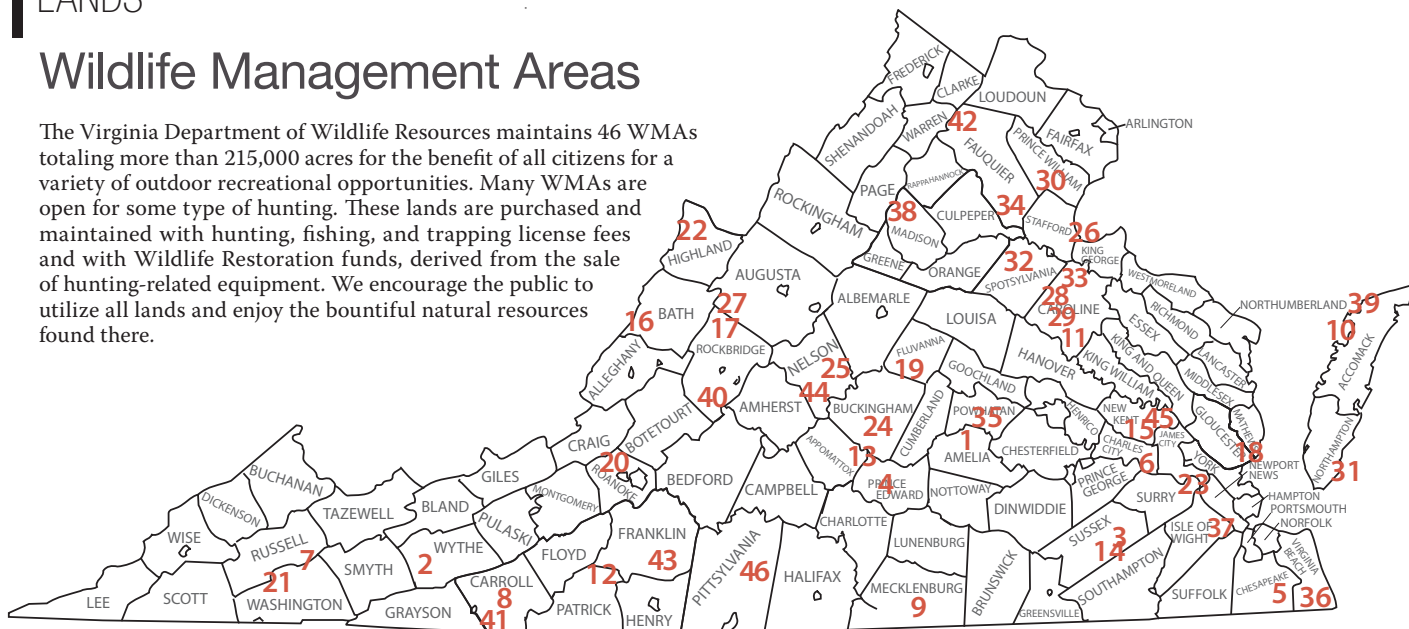 LANDS
Wildlife Management Areas
The Virginia Department of Wildlife Resources maintains 46 WMAs
totaling more than 215,000 acres for the benefit of all citizens for a
variety of outdoor recreational opportunities. Many WMAs are
open for some type of hunting. These lands are purchased and
maintained with hunting, fishing, and trapping license fees
and with Wildlife Restoration funds, derived from the sale
of hunting-related equipment. We encourage the public to
utilize all lands and enjoy the bountiful natural resources
found there.
FREDERICK
CLARKE
LOUDOUN
SHENANDOAH
WARREN
42
FAUQUIER
PRINCE WILLIAM
FAIRFAX
ARLINGTON
30
PAGE
RAPPAHANNOCK
ROCKINGHAM
38
CULPEPER
34
STAFFORD
26
MADISON
22
HIGHLAND
KING
GEORGE
GREENE
ORANGE
32
SPOTSYLVANIA
33
WESTMORELAND
AUGUSTA
ALBEMARLE
28
CAROLINE
29
11
RICHMOND
ESSEX
NORTHUMBERLAND
39
10
ACCOMACK
16
BATH
27
17
LOUISA
ROCKBRIDGE
NELSON
25
FLUVANNA
19
GOOCHLAND
HANOVER
KING WILLIAM
KING AND QUEEN
LANCASTER
MIDDLESEX
ALLEGHANY
44
40
AMHERST
BUCKINGHAM
24
CUMBERLAND
POWHATAN
35
HENRICO
NEW
KENT
45
15
GLOUCESTER
MATHEWS
JAMES
CITY
CHARLES
CITY
BOTETOURT
CRAIG
APPOMATTOX
13
1
AMELIA
CHESTERFIELD
6
YORK
18
NEWPORT
NEWS
NORTHAMPTON
31
20
ROANOKE
BEDFORD
CAMPBELL
PRINCE
EDWARD
4
NOTTOWAY
PRINCE
GEORGE
SURRY
23
HAMPTON
PORTSMOUTH
NORFOLK
GILES
MONTGOMERY
BUCHANAN
DICKENSON
TAZEWELL
BLAND
PULASKI
DINWIDDIE
CHARLOTTE
WISE
RUSSELL
7
WYTHE
2
FLOYD
FRANKLIN
43
PITTSYLVANIA
46
HALIFAX
LUNENBURG
SUSSEX
3
14
ISLE OF
WIGHT
37
VIRGINIA
BEACH
21
SMYTH
12
CARROLL
8
41
MECKLENBURG
9
BRUNSWICK
SOUTHAMPTON
SUFFOLK
CHESAPEAKE
5
36
LEE
SCOTT
WASHINGTON
GRAYSON
PATRICK
HENRY
GREENSVILLE